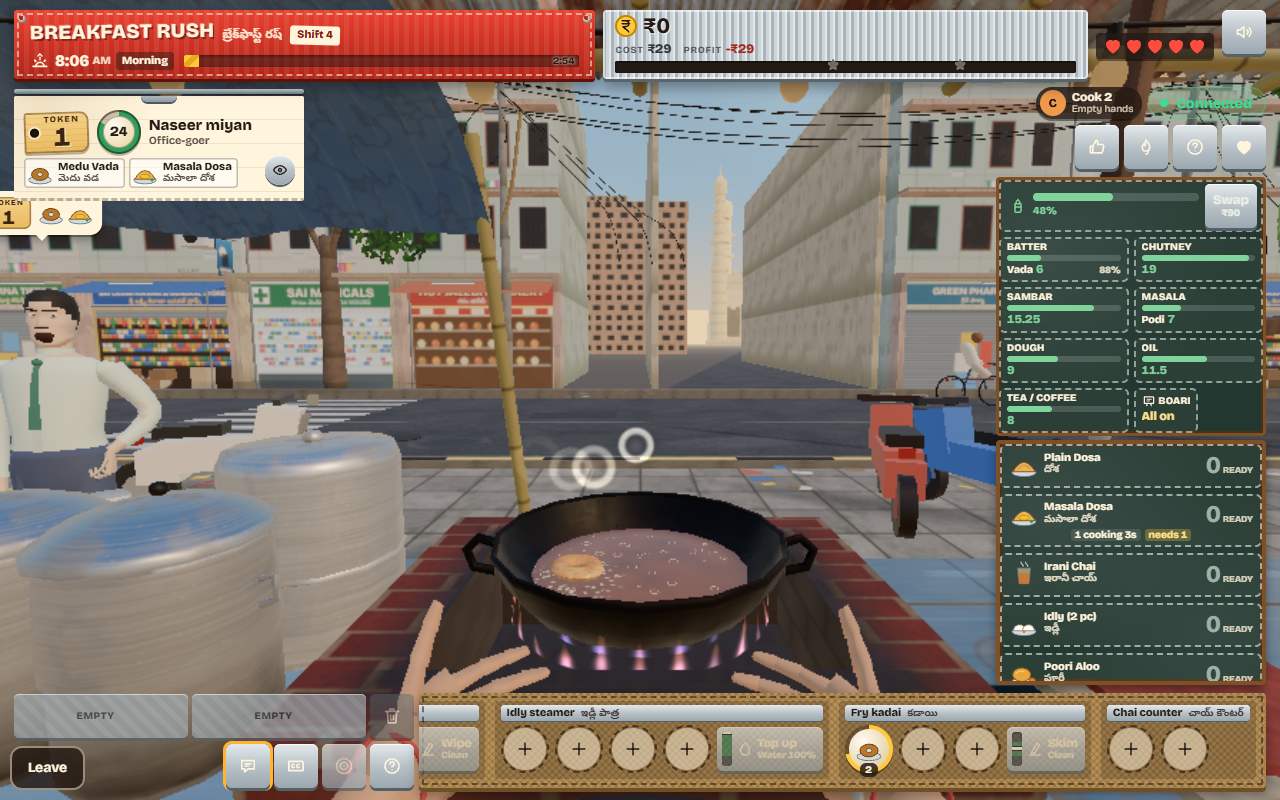 BREAKFAST RUSH బ్రేక్‌ఫాస్ట్ రష్ Shift 4
8:06 AM Morning 2:54
₹ ₹0
COST ₹29 PROFIT -₹29
C Cook 2
Empty hands
Connected
TOKEN
1
24
Naseer miyan
Office-goer
Medu Vada
మెదు వడ
Masala Dosa
మసాలా దోశ
1
SAI
GREEN PHAR
48%
Swap
₹90
BATTER
Vada 6 88%
CHUTNEY
19
SAMBAR
15.25
MASALA
Podi 7
DOUGH
9
OIL
11.5
TEA / COFFEE
8
BOARI
All on
Plain Dosa
దోశ
0 READY
Masala Dosa
మసాలా దోశ
0 READY
1 cooking 3s needs 1
Irani Chai
ఇరానీ చాయ్
0 READY
Idly (2 pc)
ఇడ్లీ
0 READY
Poori Aloo
పూరీ
0 READY
EMPTY
EMPTY
Leave
Wipe
Clean
Idly steamer ఇడ్లీ పాత్ర
Top up
Water 100%
Fry kadai కడాయి
2
Skim
Clean
Chai counter చాయ్ కౌంటర్